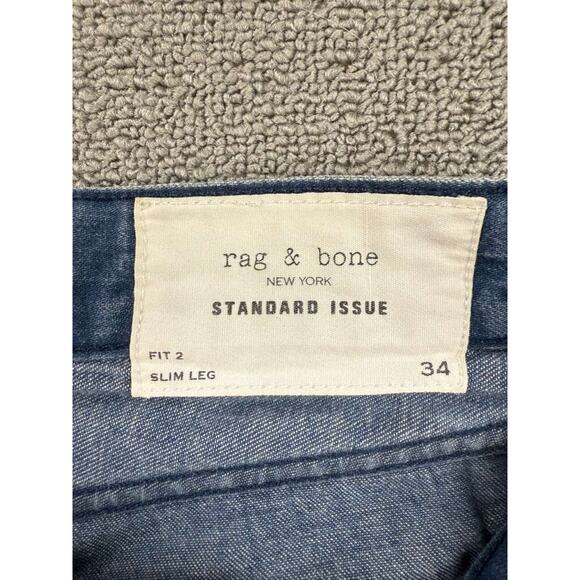 rag & bone
NEW YORK
STANDARD ISSUE
FIT 2
SLIM LEG
34